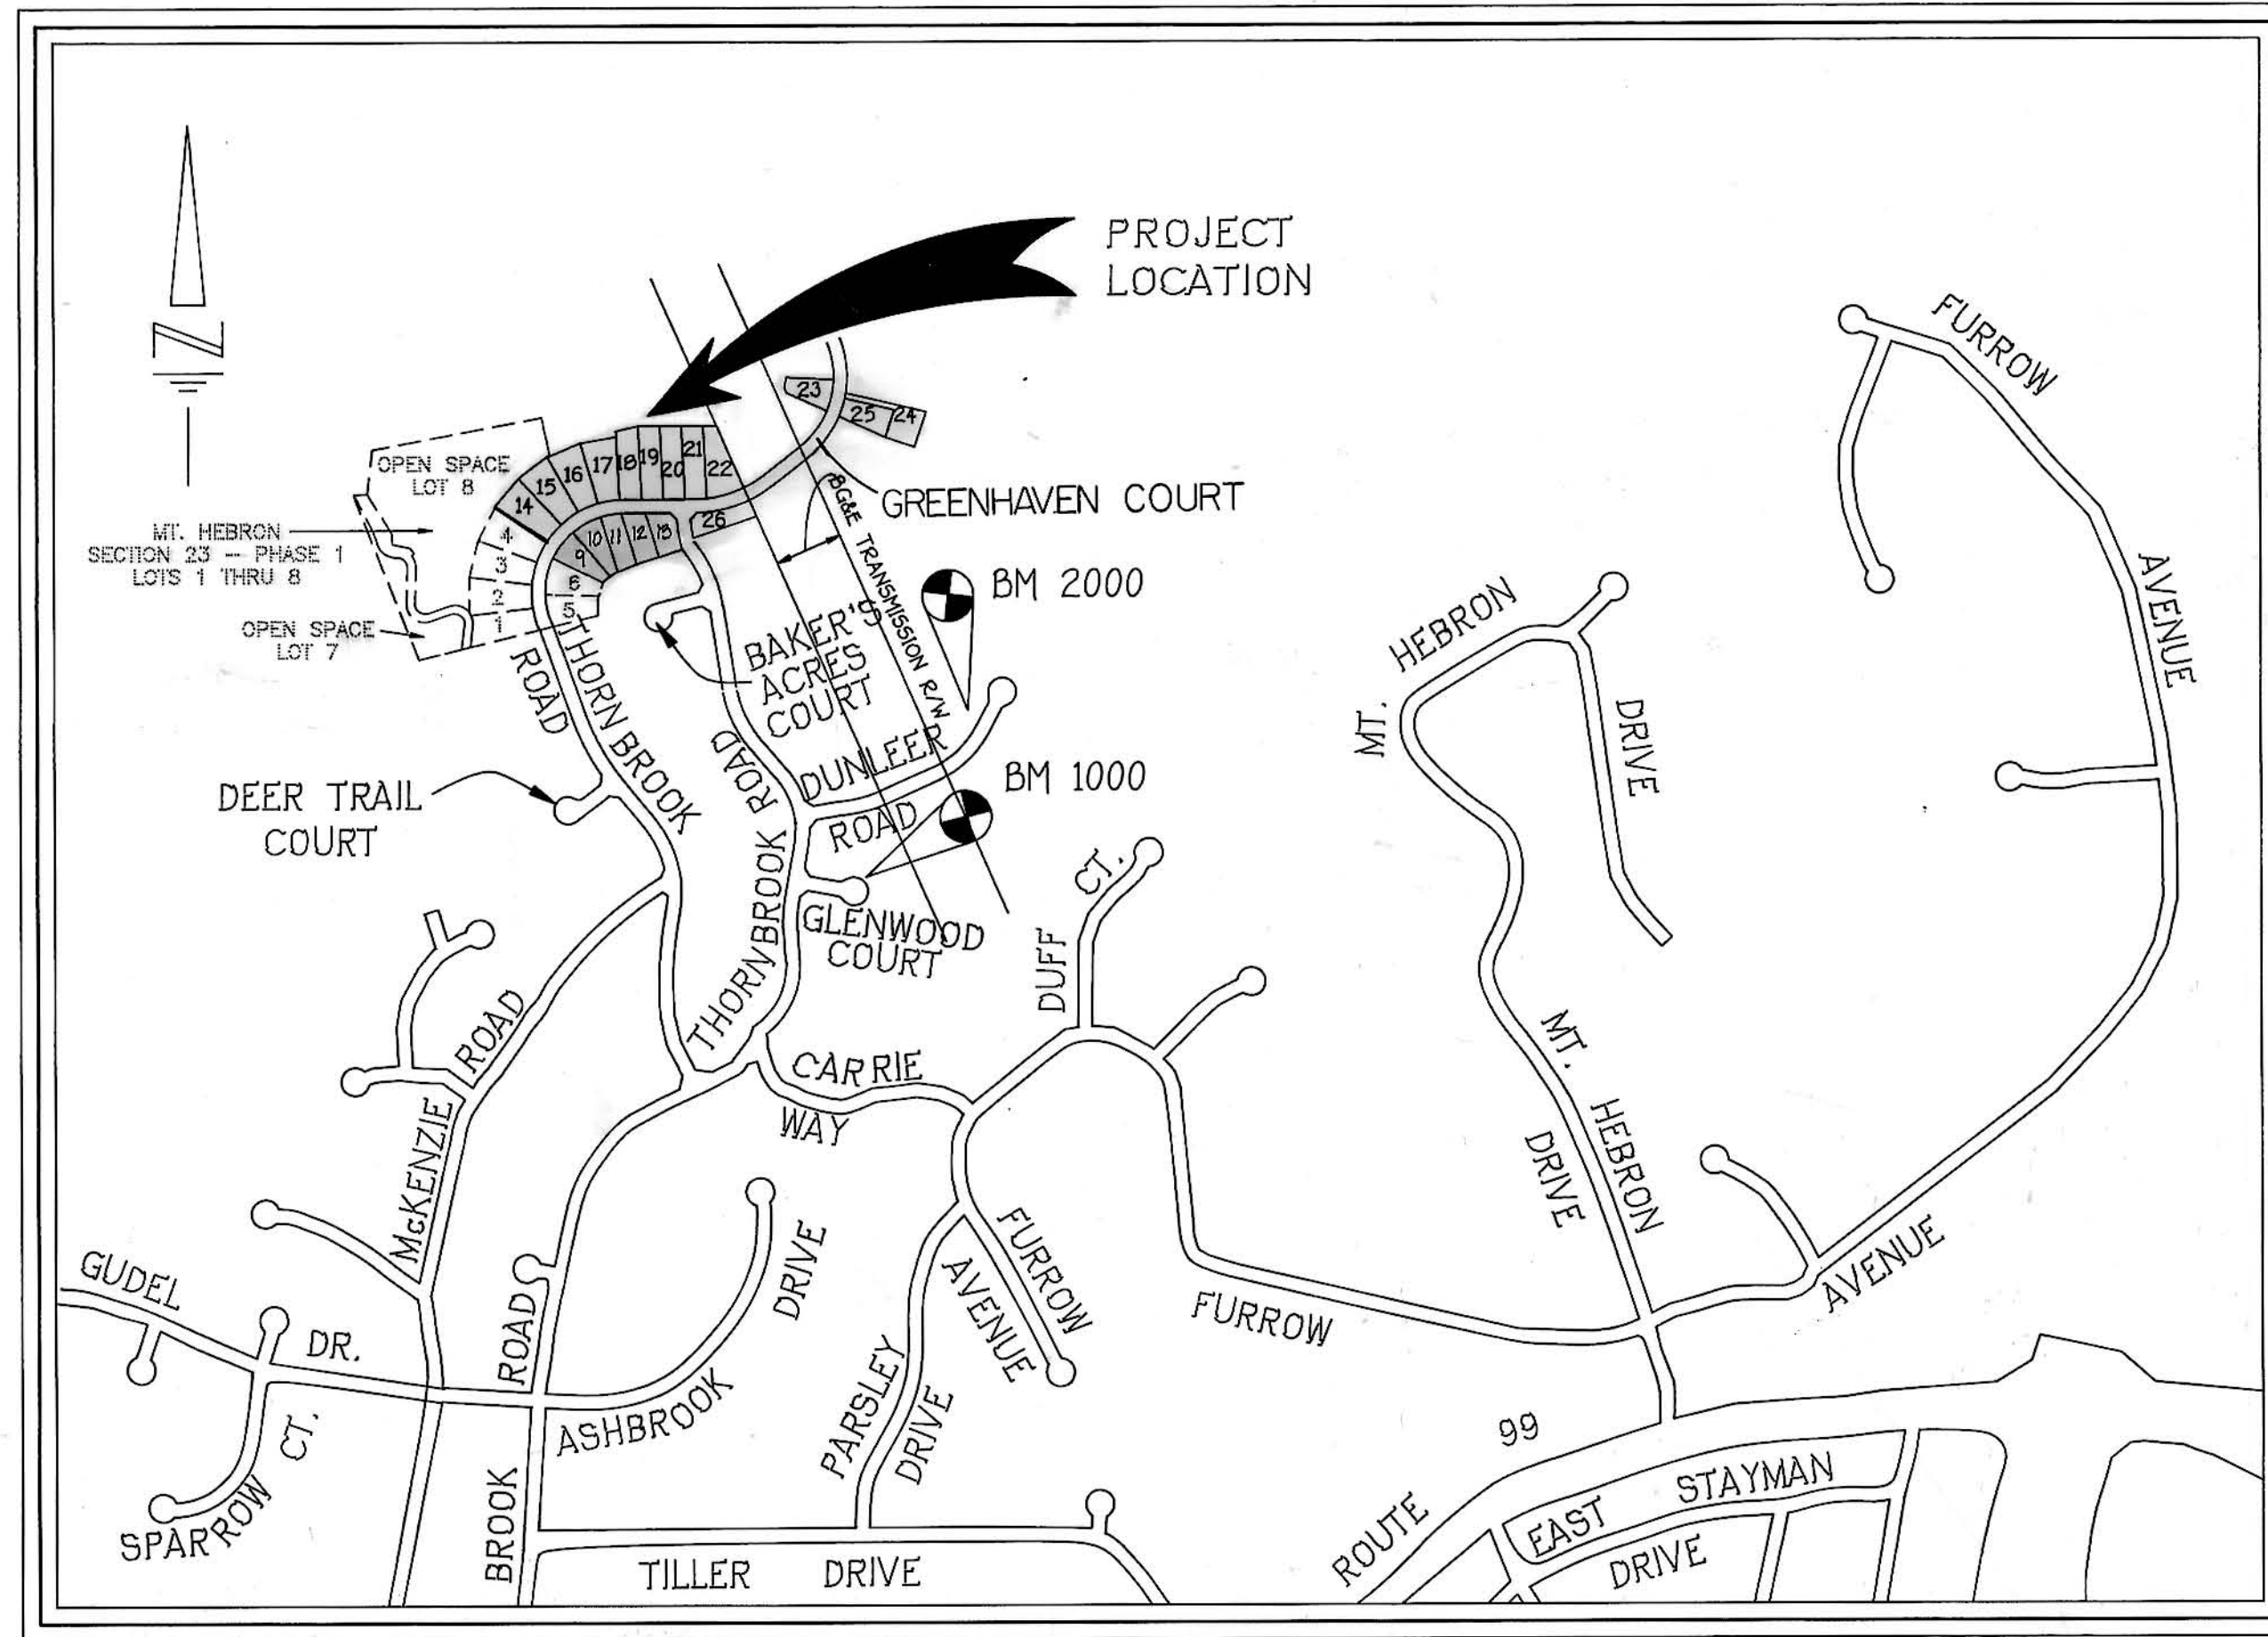 PROJECT
LOCATION
FURROW
AVENUE
N
23
25
24
OPEN SPACE
LOT 8
14
15
16
17
18
19
20
21
22
GREENHAVEN COURT
MT. HEBRON
SECTION 23 -- PHASE 1
LOTS 1 THRU 8
4
3
2
1
9
10
11
12
13
26
6
5
OPEN SPACE
LOT 7
BG&E TRANSMISSION R/W
BM 2000
BAKER'S
ACRES
COURT
THORN BROOK
ROAD
MT.
HEBRON
DRIVE
DEER TRAIL
COURT
THORNBROOK ROAD
DUNLEER
ROAD
BM 1000
GLENWOOD
COURT
DUFF CT.
McKENZIE ROAD
CARRIE
WAY
MT. HEBRON
DRIVE
GUDEL
DR.
BROOK ROAD
ASHBROOK
DRIVE
PARSLEY
DRIVE
FURROW
AVENUE
FURROW
AVENUE
SPARROW CT.
TILLER DRIVE
ROUTE 99
EAST STAYMAN
DRIVE